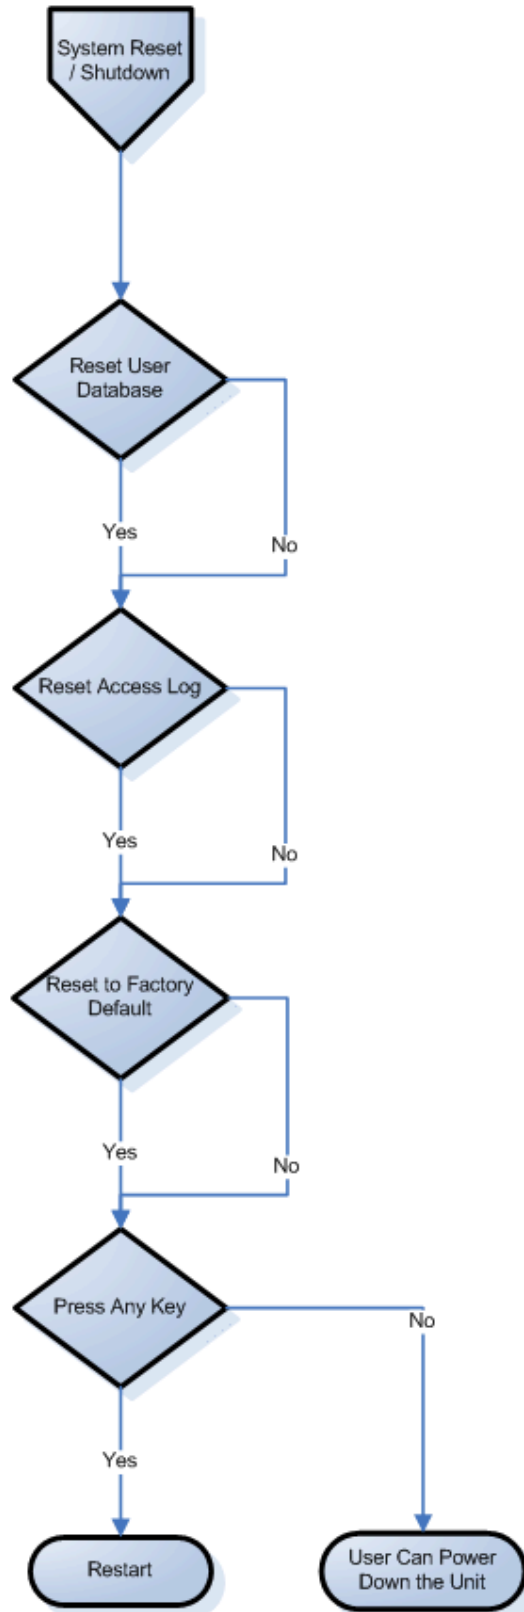 System Reset
/ Shutdown
Reset User
Database
Yes
No
Reset Access Log
Yes
No
Reset to Factory
Default
Yes
No
Press Any Key
No
Yes
Restart
User Can Power
Down the Unit